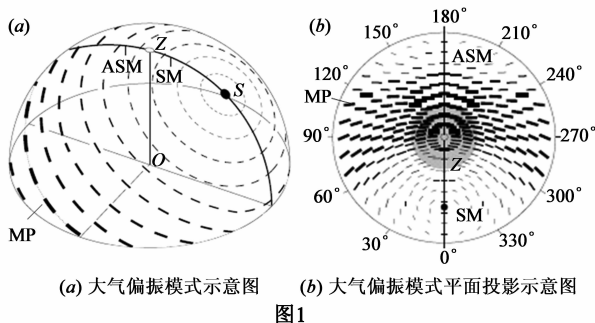 (a)
Z
ASM
SM
S
O
MP
(a) 大气偏振模式示意图
(b)
180°
150°
210°
ASM
120°
240°
MP
90°
270°
Z
60°
300°
SM
30°
330°
0°
(b) 大气偏振模式平面投影示意图
图1